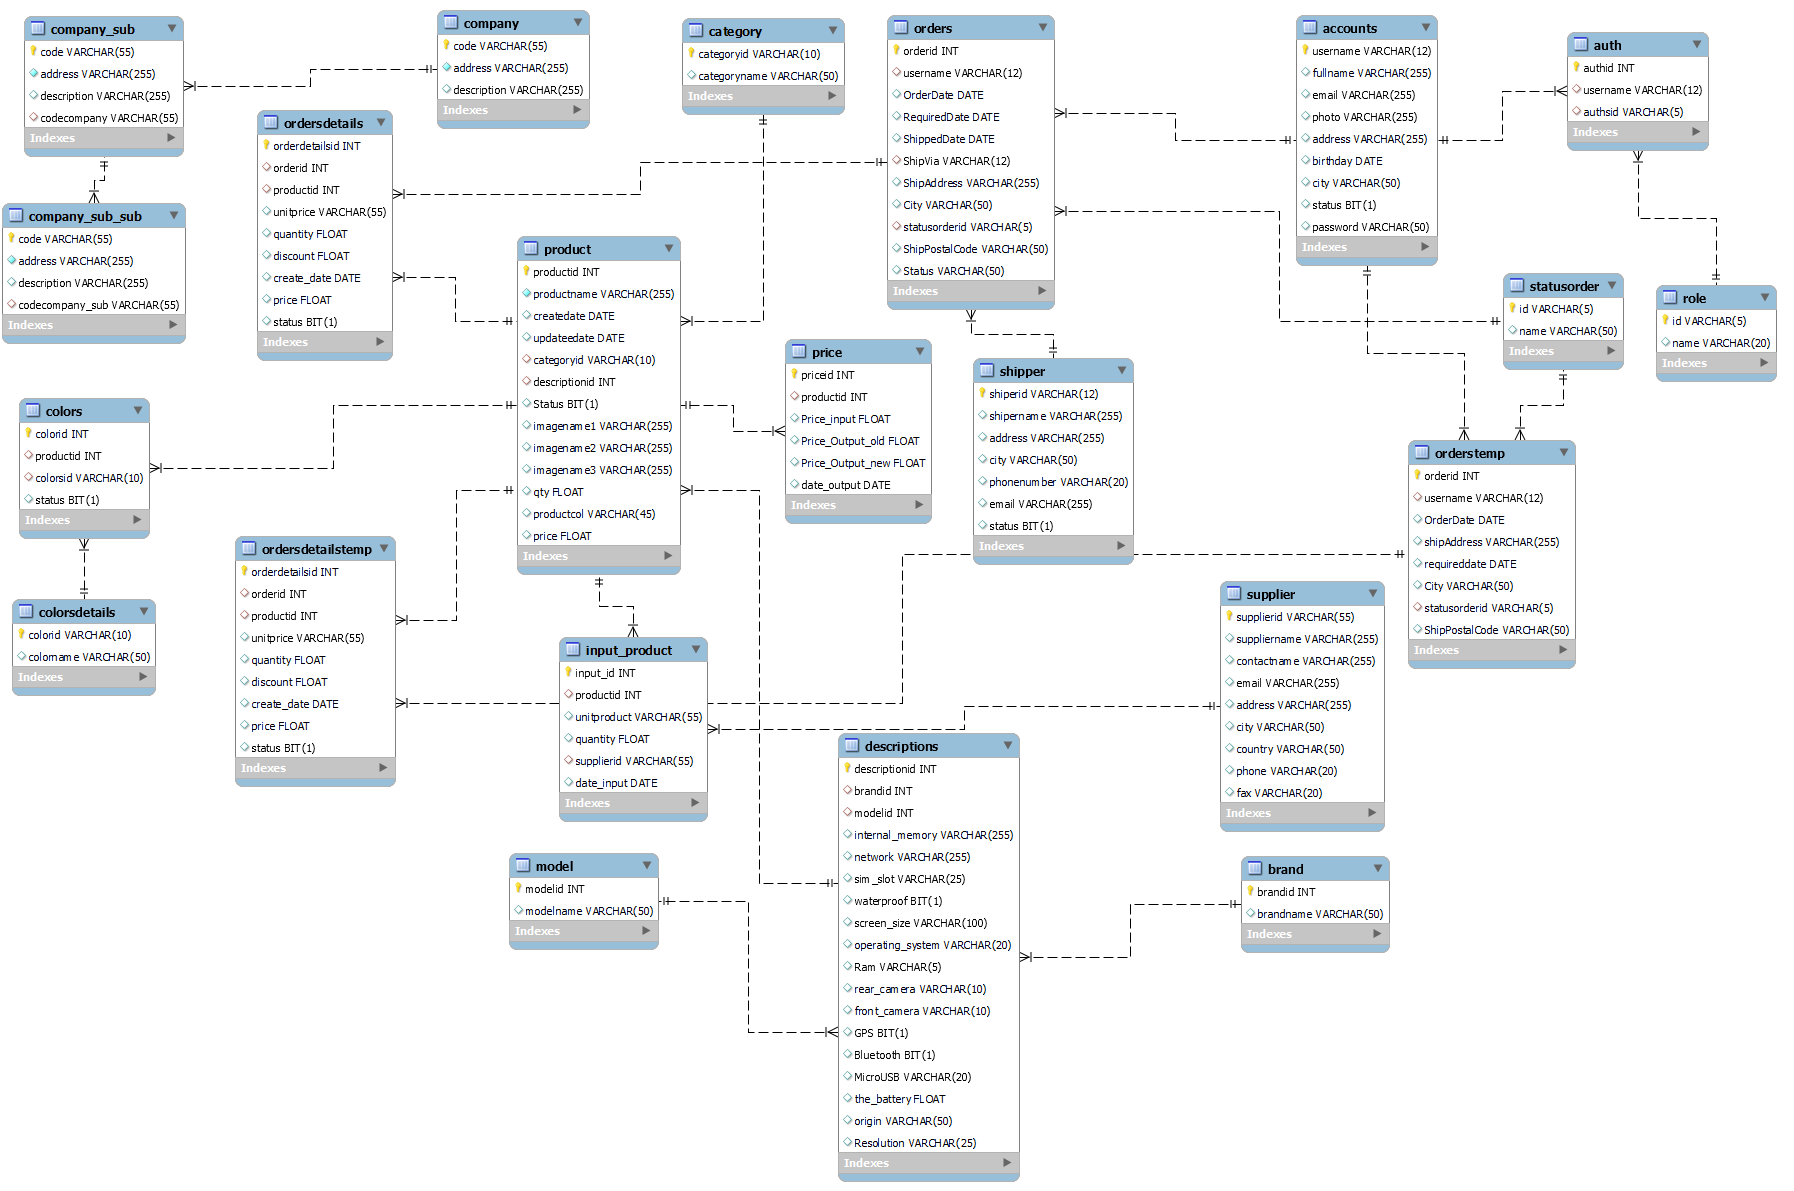 company_sub
code VARCHAR(55)
address VARCHAR(255)
description VARCHAR(255)
codecompany VARCHAR(55)
Indexes
company
code VARCHAR(55)
address VARCHAR(255)
description VARCHAR(255)
Indexes
category
categoryid VARCHAR(10)
categoryname VARCHAR(50)
Indexes
orders
orderid INT
username VARCHAR(12)
OrderDate DATE
RequiredDate DATE
ShippedDate DATE
ShipVia VARCHAR(12)
ShipAddress VARCHAR(255)
City VARCHAR(50)
statusorderid VARCHAR(5)
ShipPostalCode VARCHAR(50)
Status VARCHAR(50)
Indexes
accounts
username VARCHAR(12)
fullname VARCHAR(255)
email VARCHAR(255)
photo VARCHAR(255)
address VARCHAR(255)
birthday DATE
city VARCHAR(50)
status BIT(1)
password VARCHAR(50)
Indexes
auth
authid INT
username VARCHAR(12)
authsid VARCHAR(5)
Indexes
ordersdetails
orderdetailsid INT
orderid INT
productid INT
unitprice VARCHAR(55)
quantity FLOAT
discount FLOAT
create_date DATE
price FLOAT
status BIT(1)
Indexes
company_sub_sub
code VARCHAR(55)
address VARCHAR(255)
description VARCHAR(255)
codecompany_sub VARCHAR(55)
Indexes
product
productid INT
productname VARCHAR(255)
createdate DATE
updateedate DATE
categoryid VARCHAR(10)
descriptionid INT
Status BIT(1)
imagename1 VARCHAR(255)
imagename2 VARCHAR(255)
imagename3 VARCHAR(255)
qty FLOAT
productcol VARCHAR(45)
price FLOAT
Indexes
statusorder
id VARCHAR(5)
name VARCHAR(50)
Indexes
role
id VARCHAR(5)
name VARCHAR(20)
Indexes
price
priceid INT
productid INT
Price_input FLOAT
Price_Output_old FLOAT
Price_Output_new FLOAT
date_output DATE
Indexes
shipper
shiperid VARCHAR(12)
shipername VARCHAR(255)
address VARCHAR(255)
city VARCHAR(50)
phonenumber VARCHAR(20)
email VARCHAR(255)
status BIT(1)
Indexes
colors
colorid INT
productid INT
colorsid VARCHAR(10)
status BIT(1)
Indexes
orderstemp
orderid INT
username VARCHAR(12)
OrderDate DATE
shipAddress VARCHAR(255)
requireddate DATE
City VARCHAR(50)
statusorderid VARCHAR(5)
ShipPostalCode VARCHAR(50)
Indexes
ordersdetailstemp
orderdetailsid INT
orderid INT
productid INT
unitprice VARCHAR(55)
quantity FLOAT
discount FLOAT
create_date DATE
price FLOAT
status BIT(1)
Indexes
colorsdetails
colorid VARCHAR(10)
colorname VARCHAR(50)
Indexes
input_product
input_id INT
productid INT
unitproduct VARCHAR(55)
quantity FLOAT
supplierid VARCHAR(55)
date_input DATE
Indexes
supplier
supplierid VARCHAR(55)
suppliername VARCHAR(255)
contactname VARCHAR(255)
email VARCHAR(255)
address VARCHAR(255)
city VARCHAR(50)
country VARCHAR(50)
phone VARCHAR(20)
fax VARCHAR(20)
Indexes
descriptions
descriptionid INT
brandid INT
modelid INT
internal_memory VARCHAR(255)
network VARCHAR(255)
sim_slot VARCHAR(25)
waterproof BIT(1)
screen_size VARCHAR(100)
operating_system VARCHAR(20)
Ram VARCHAR(5)
rear_camera VARCHAR(10)
front_camera VARCHAR(10)
GPS BIT(1)
Bluetooth BIT(1)
MicroUSB VARCHAR(20)
the_battery FLOAT
origin VARCHAR(50)
Resolution VARCHAR(25)
Indexes
model
modelid INT
modelname VARCHAR(50)
Indexes
brand
brandid INT
brandname VARCHAR(50)
Indexes